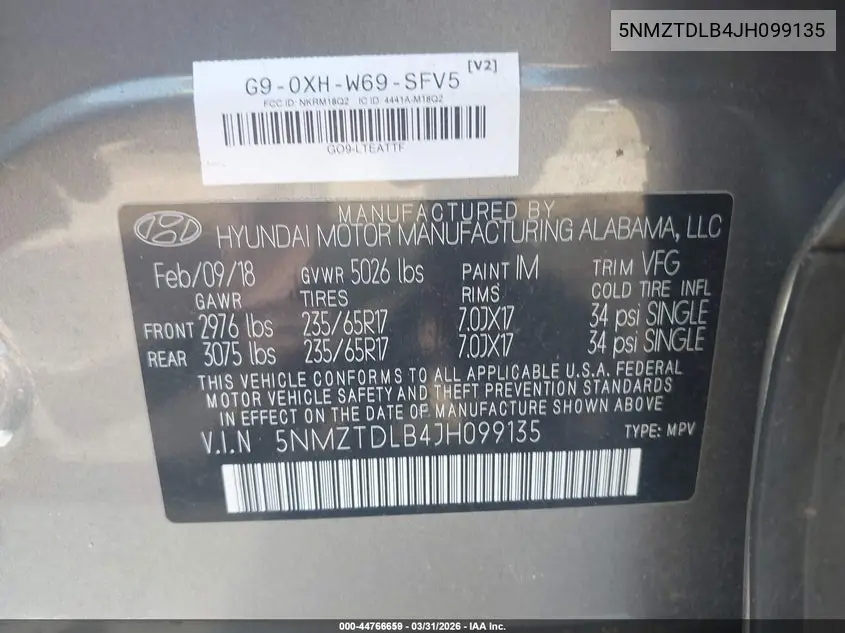 5NMZTDLB4JH099135
G9-0XH-W69-SFV5 [V2]
FCC ID: NKRM18Q2 IC ID: 4441A-M18Q2
GO9-LTEATTF
MANUFACTURED BY
HYUNDAI MOTOR MANUFACTURING ALABAMA, LLC
Feb/09/18 GVWR 5026 lbs PAINT IM TRIM VFG
GAWR TIRES RIMS COLD TIRE INFL
FRONT 2976 lbs 235/65R17 7.0JX17 34 psi SINGLE
REAR 3075 lbs 235/65R17 7.0JX17 34 psi SINGLE
THIS VEHICLE CONFORMS TO ALL APPLICABLE U.S.A. FEDERAL
MOTOR VEHICLE SAFETY AND THEFT PREVENTION STANDARDS
IN EFFECT ON THE DATE OF MANUFACTURE SHOWN ABOVE
V.I.N 5NMZTDLB4JH099135 TYPE: MPV
000-44766659 - 03/31/2026 - IAA Inc.